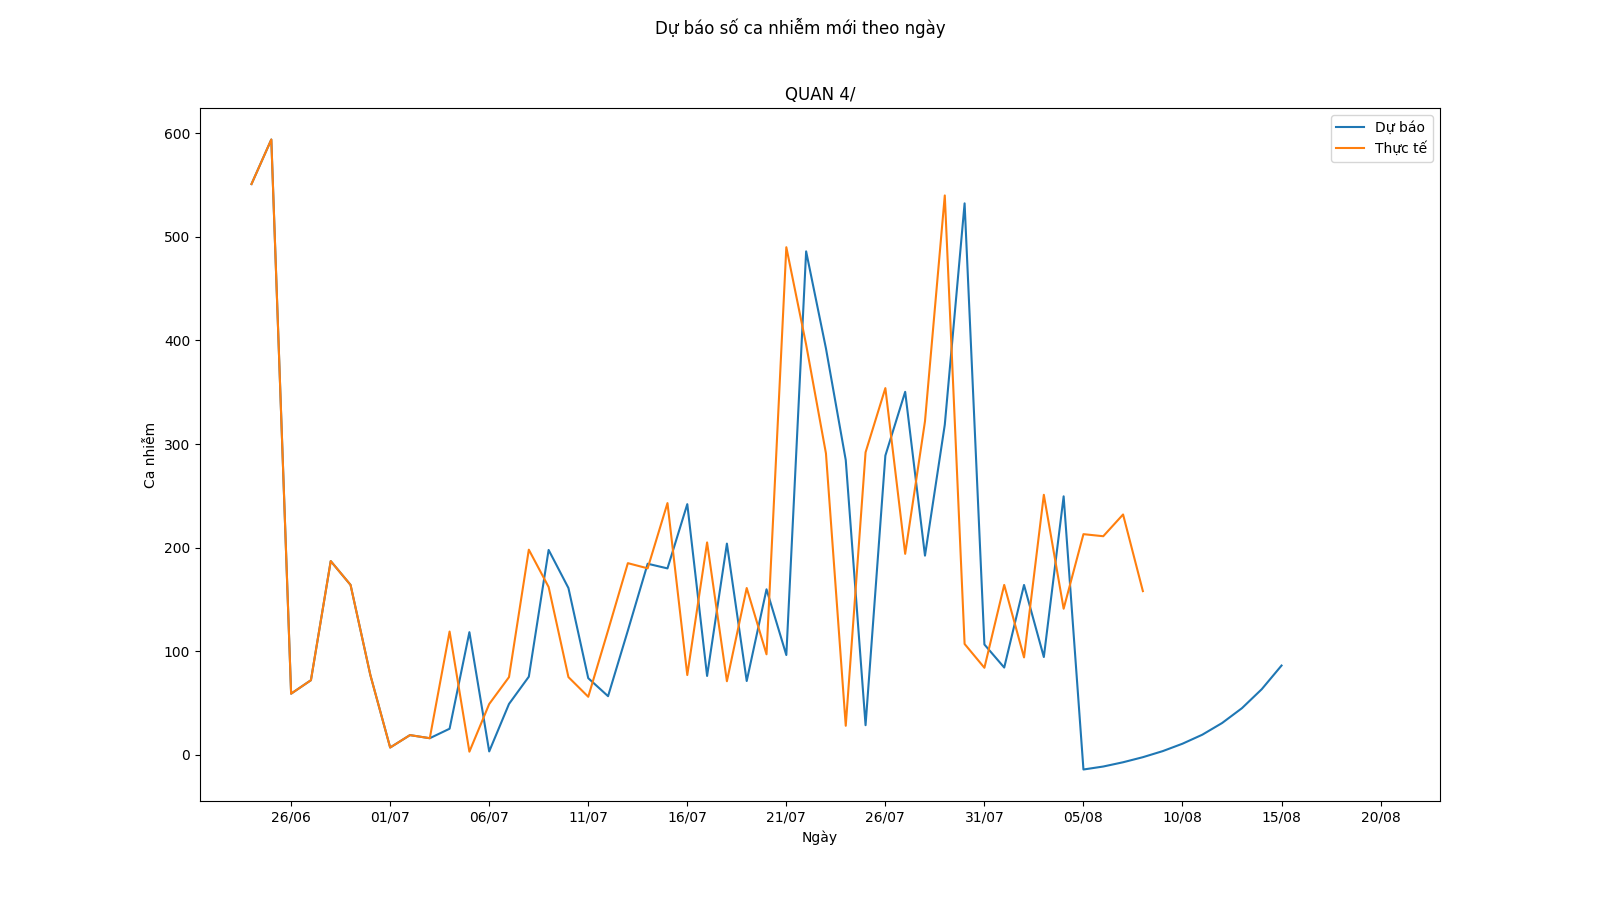 Dự báo số ca nhiễm mới theo ngày
QUAN 4/
Dự báo
Thực tế
600
500
400
300
200
100
0
Ca nhiễm
26/06 01/07 06/07 11/07 16/07 21/07 26/07 31/07 05/08 10/08 15/08 20/08
Ngày